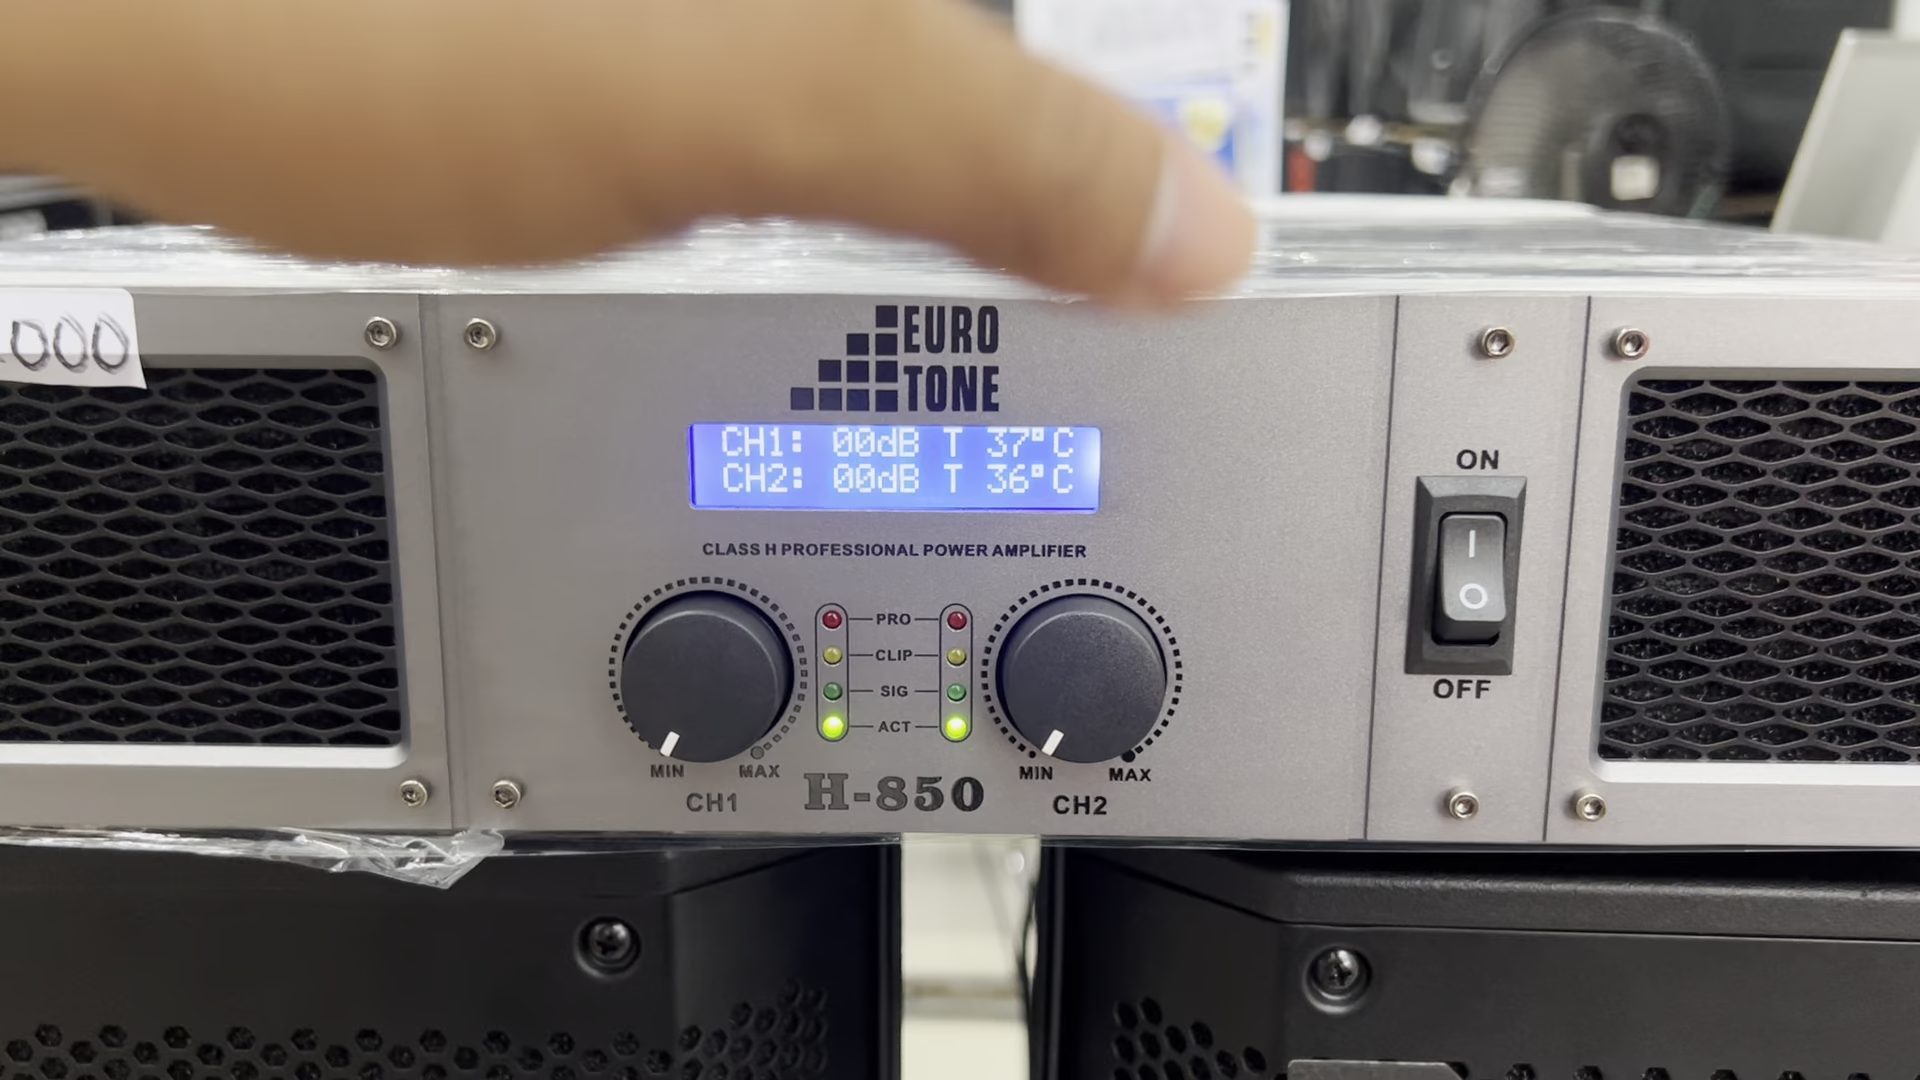 000
EURO
TONE
CH1: 00dB T 37°C
CH2: 00dB T 36°C
CLASS H PROFESSIONAL POWER AMPLIFIER
PRO
CLIP
SIG
ACT
MIN MAX
CH1
H-850
MIN MAX
CH2
ON
I
O
OFF